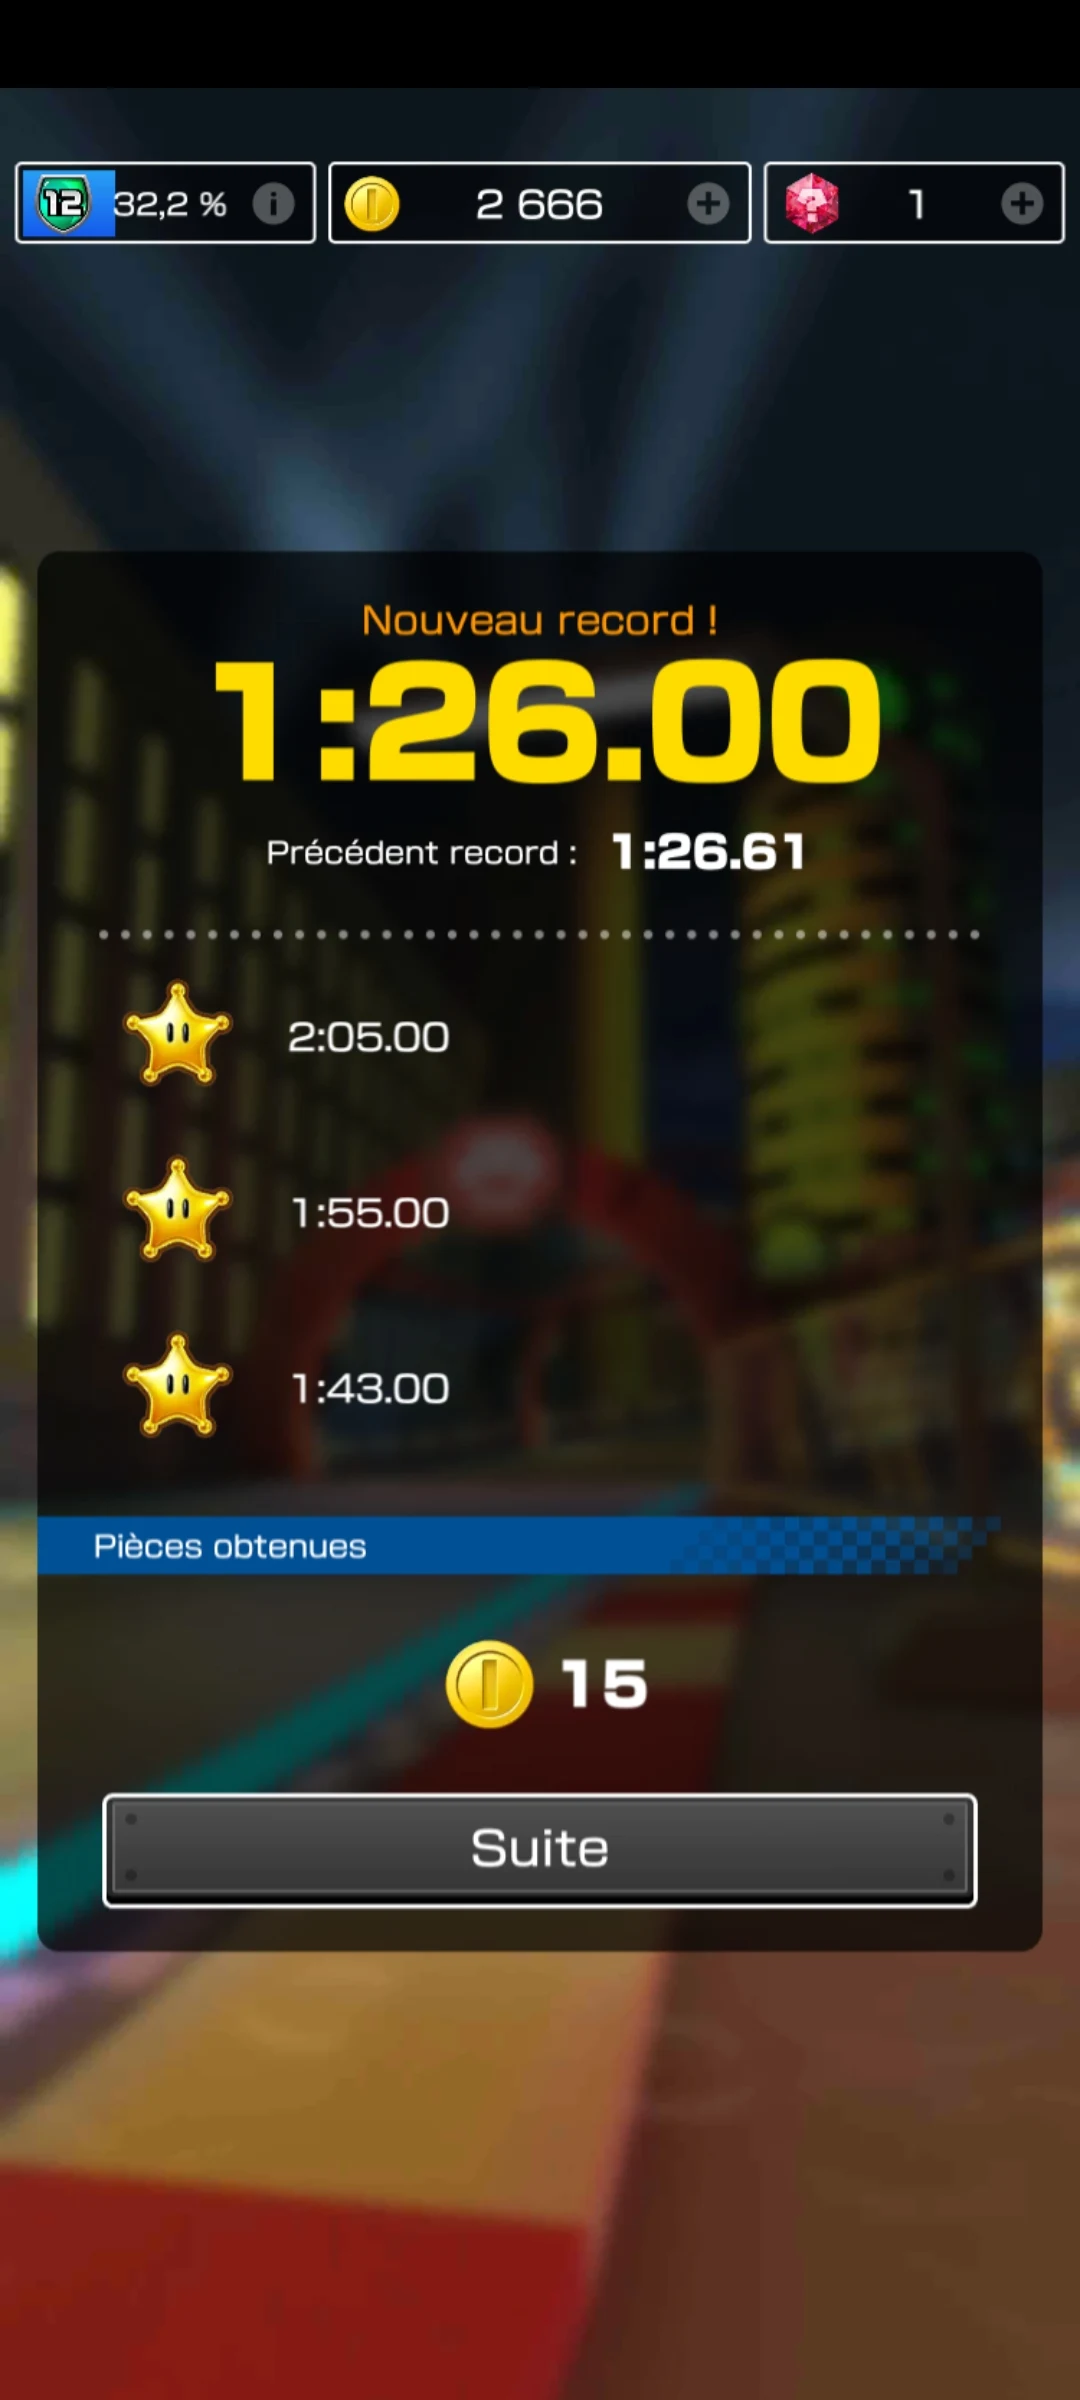 12 32,2 % i 2 666 + 1 +
Nouveau record !
1:26.00
Précédent record : 1:26.61
2:05.00
1:55.00
1:43.00
Pièces obtenues
15
Suite